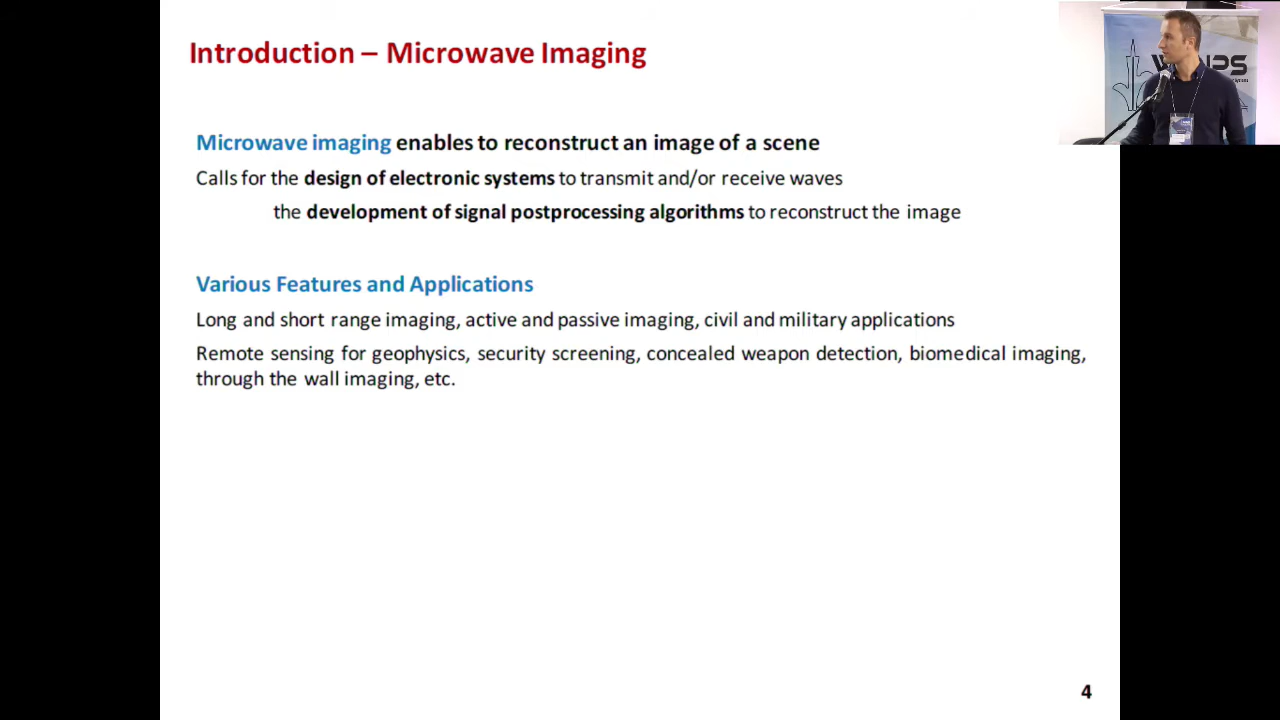 Introduction – Microwave Imaging
Microwave imaging enables to reconstruct an image of a scene
Calls for the design of electronic systems to transmit and/or receive waves
the development of signal postprocessing algorithms to reconstruct the image
Various Features and Applications
Long and short range imaging, active and passive imaging, civil and military applications
Remote sensing for geophysics, security screening, concealed weapon detection, biomedical imaging,
through the wall imaging, etc.
4